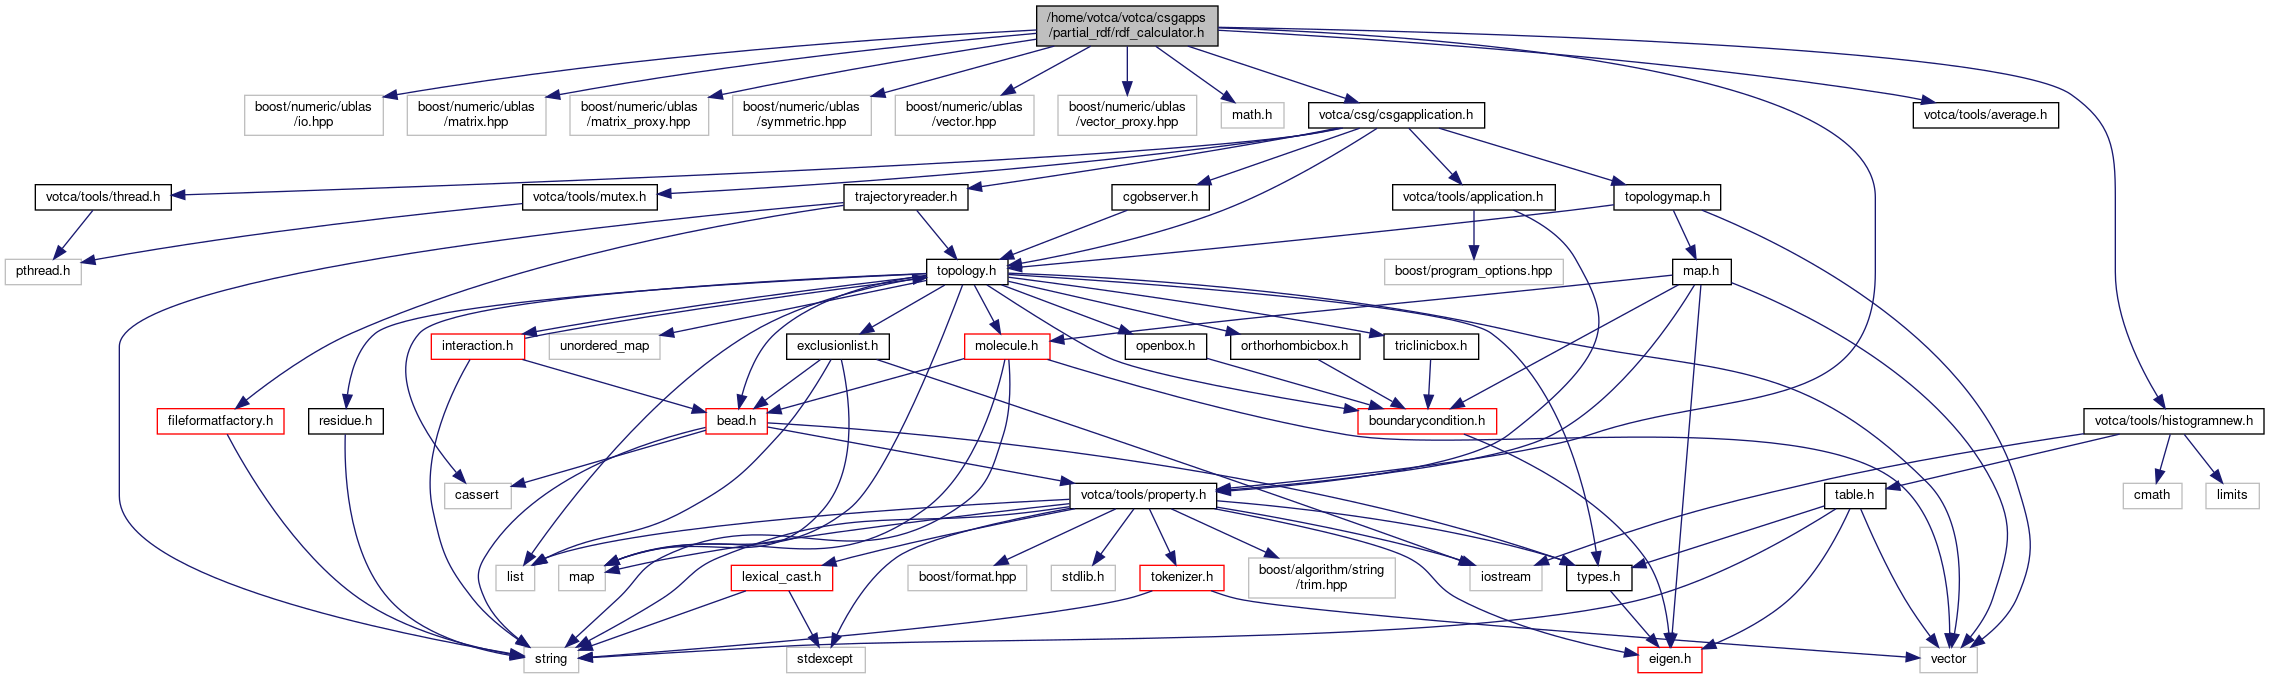 /home/votca/votca/csgapps
/partial_rdf/rdf_calculator.h
boost/numeric/ublas
/io.hpp
boost/numeric/ublas
/matrix.hpp
boost/numeric/ublas
/matrix_proxy.hpp
boost/numeric/ublas
/symmetric.hpp
boost/numeric/ublas
/vector.hpp
boost/numeric/ublas
/vector_proxy.hpp
math.h
votca/csg/csgapplication.h
votca/tools/average.h
votca/tools/thread.h
votca/tools/mutex.h
trajectoryreader.h
cgobserver.h
votca/tools/application.h
topologymap.h
pthread.h
topology.h
boost/program_options.hpp
map.h
interaction.h
unordered_map
exclusionlist.h
molecule.h
openbox.h
orthorhombicbox.h
triclinicbox.h
fileformatfactory.h
residue.h
bead.h
boundarycondition.h
votca/tools/histogramnew.h
cassert
votca/tools/property.h
table.h
cmath
limits
list
map
lexical_cast.h
boost/format.hpp
stdlib.h
tokenizer.h
boost/algorithm/string
/trim.hpp
iostream
types.h
string
stdexcept
eigen.h
vector